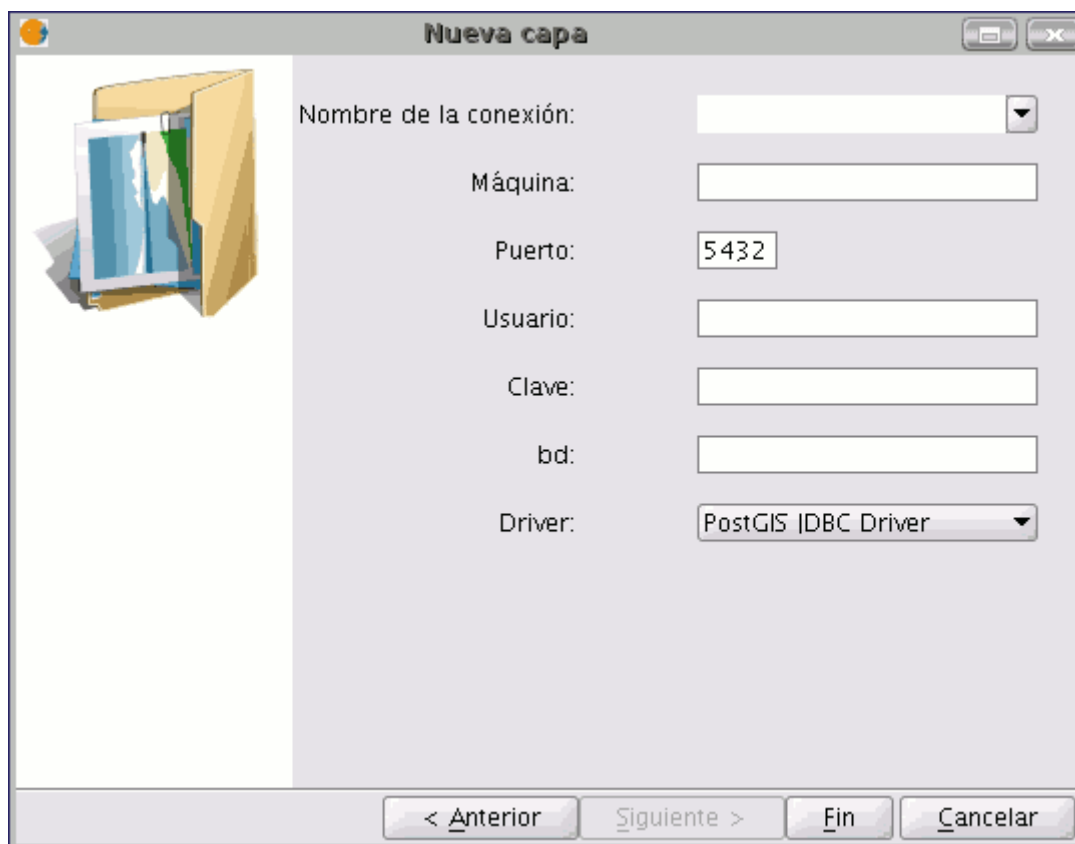 Nueva capa
Nombre de la conexión:
Máquina:
Puerto: 5432
Usuario:
Clave:
bd:
Driver: PostGIS JDBC Driver
< Anterior Siguiente > Fin Cancelar